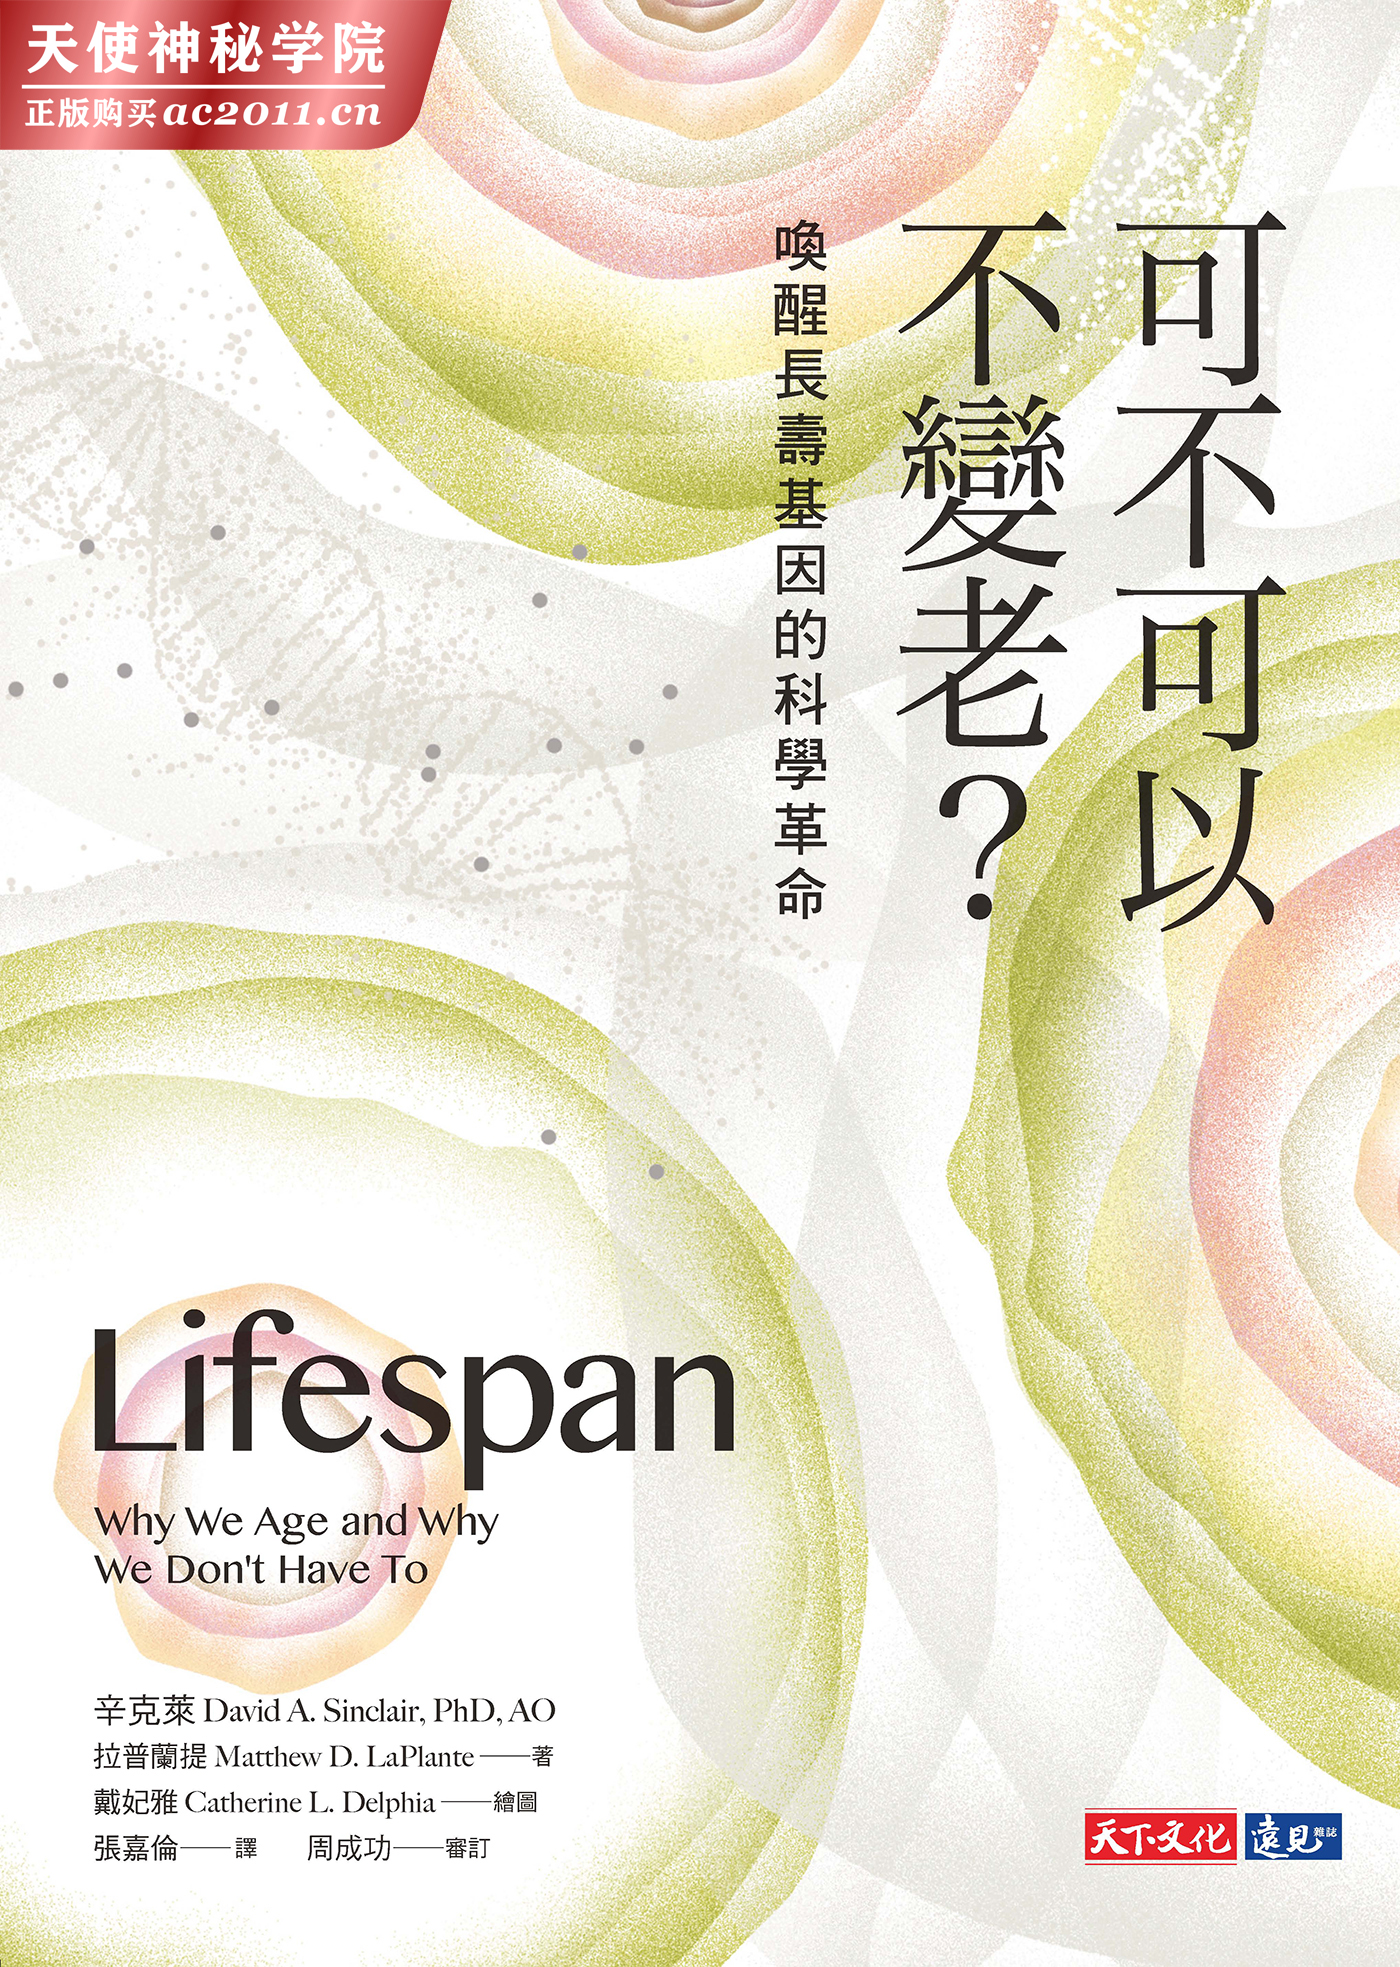 天使神秘学院
正版购买ac2011.cn
可不可以
不變老？
喚醒長壽基因的科學革命
Lifespan
Why We Age and Why
We Don't Have To
辛克萊 David A. Sinclair, PhD, AO
拉普蘭提 Matthew D. LaPlante——著
戴妃雅 Catherine L. Delphia——繪圖
張嘉倫——譯 周成功——審訂
天下文化 遠見雜誌